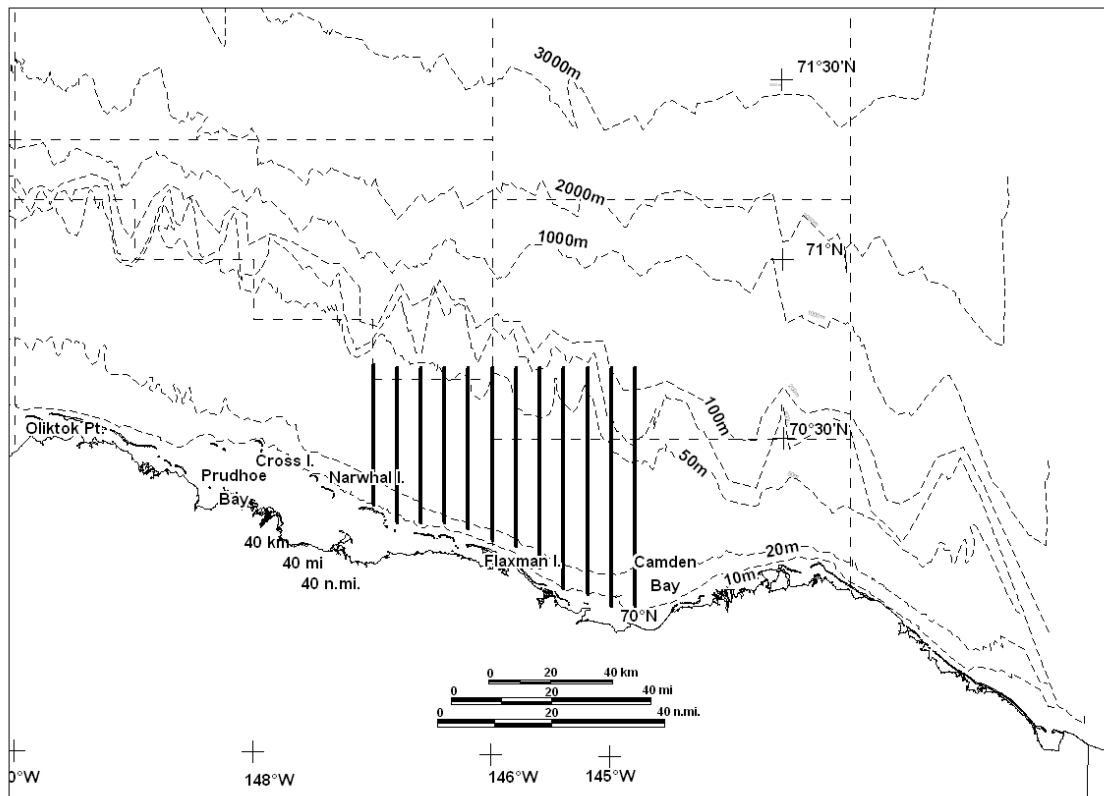 3000m
71°30'N
2000m
1000m
71°N
100m
70°30'N
50m
Oliktok Pt.
Cross I.
Prudhoe
Bay
Narwhal I.
40 km
40 mi
40 n.mi.
Flaxman I.
Camden
Bay
20m
10m
70°N
0 20 40 km
0 20 40 mi
0 20 40 n.mi.
0°W
148°W
146°W
145°W